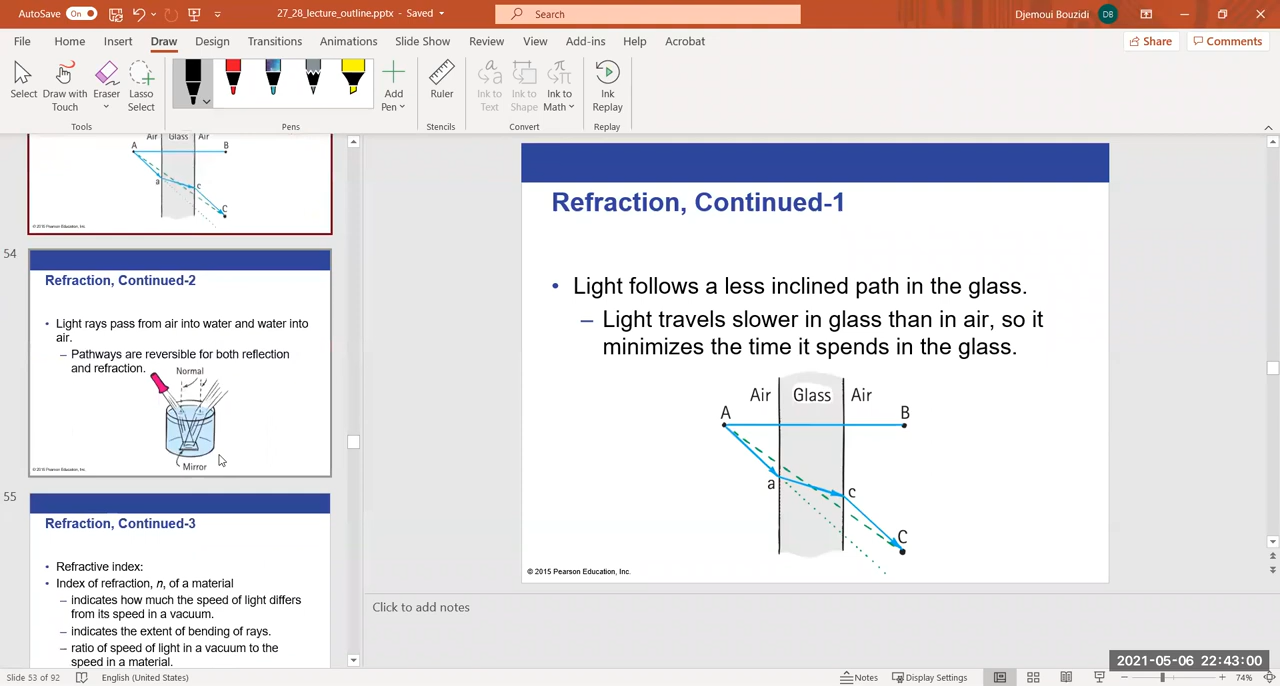 AutoSave On 27_28_lecture_outline.pptx - Saved Search Djemoui Bouzidi DB
File Home Insert Draw Design Transitions Animations Slide Show Review View Add-ins Help Acrobat Share Comments
Select Draw with Touch Eraser Lasso Select Add Pen Ruler Ink to Text Ink to Shape Ink to Math Ink Replay
Tools Pens Stencils Convert Replay
Air Glass Air
A B
a c
C
© 2015 Pearson Education, Inc.
54
Refraction, Continued-2
• Light rays pass from air into water and water into
air.
– Pathways are reversible for both reflection
and refraction.
Normal
Mirror
© 2015 Pearson Education, Inc.
55
Refraction, Continued-3
• Refractive index:
• Index of refraction, n, of a material
– indicates how much the speed of light differs
from its speed in a vacuum.
– indicates the extent of bending of rays.
– ratio of speed of light in a vacuum to the
speed in a material.
Refraction, Continued-1
• Light follows a less inclined path in the glass.
– Light travels slower in glass than in air, so it
minimizes the time it spends in the glass.
Air Glass Air
A B
a c
C
© 2015 Pearson Education, Inc.
Click to add notes
2021-05-06 22:43:00
Slide 53 of 92 English (United States) Notes Display Settings 74%